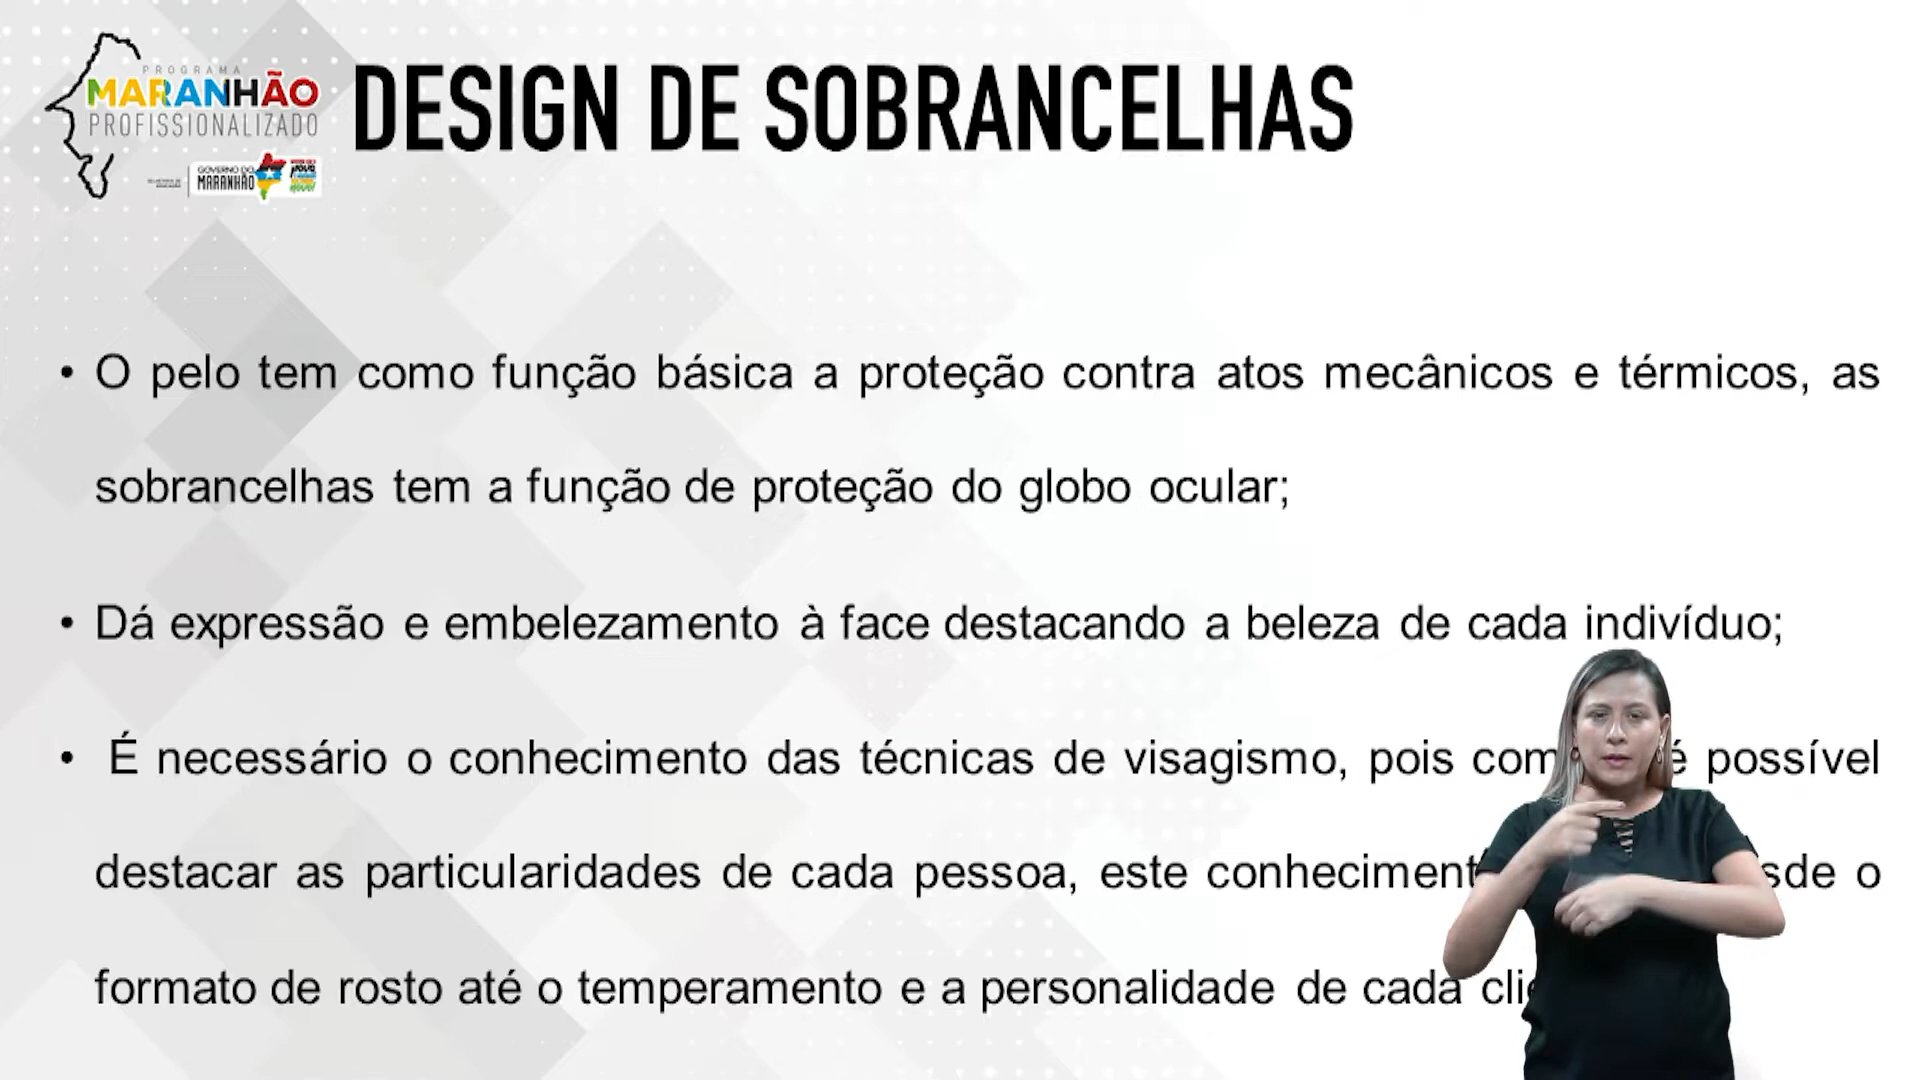 PROGRAMA
MARANHÃO
PROFISSIONALIZADO
GOVERNO DO
MARANHÃO
DESIGN DE SOBRANCELHAS
• O pelo tem como função básica a proteção contra atos mecânicos e térmicos, as
sobrancelhas tem a função de proteção do globo ocular;
• Dá expressão e embelezamento à face destacando a beleza de cada indivíduo;
• É necessário o conhecimento das técnicas de visagismo, pois com é possível
destacar as particularidades de cada pessoa, este o
formato de rosto até o temperamento e a personalidade de cada